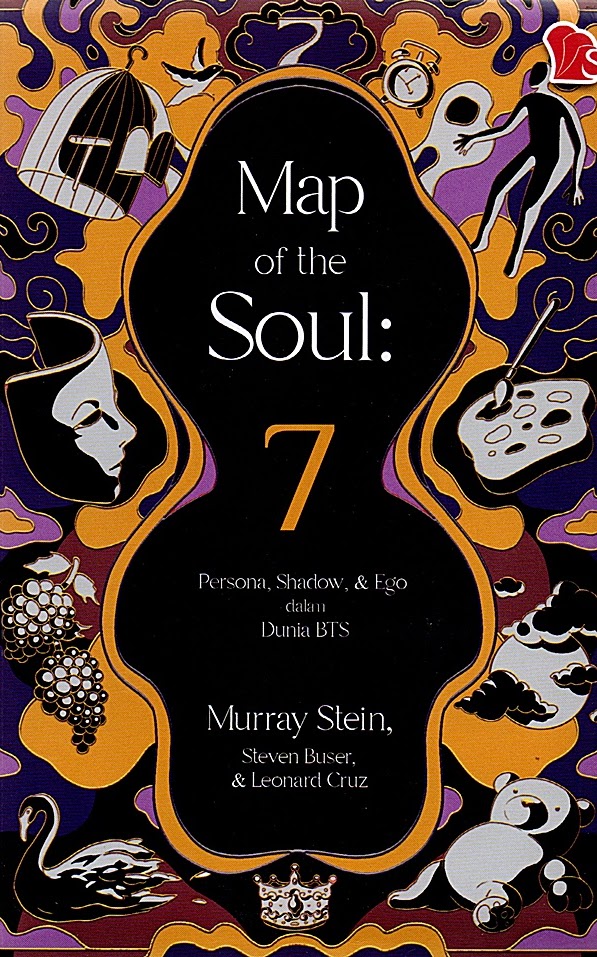 7
Map
of the
Soul:
7
Persona, Shadow, & Ego
dalam
Dunia BTS
Murray Stein,
Steven Buser,
& Leonard Cruz